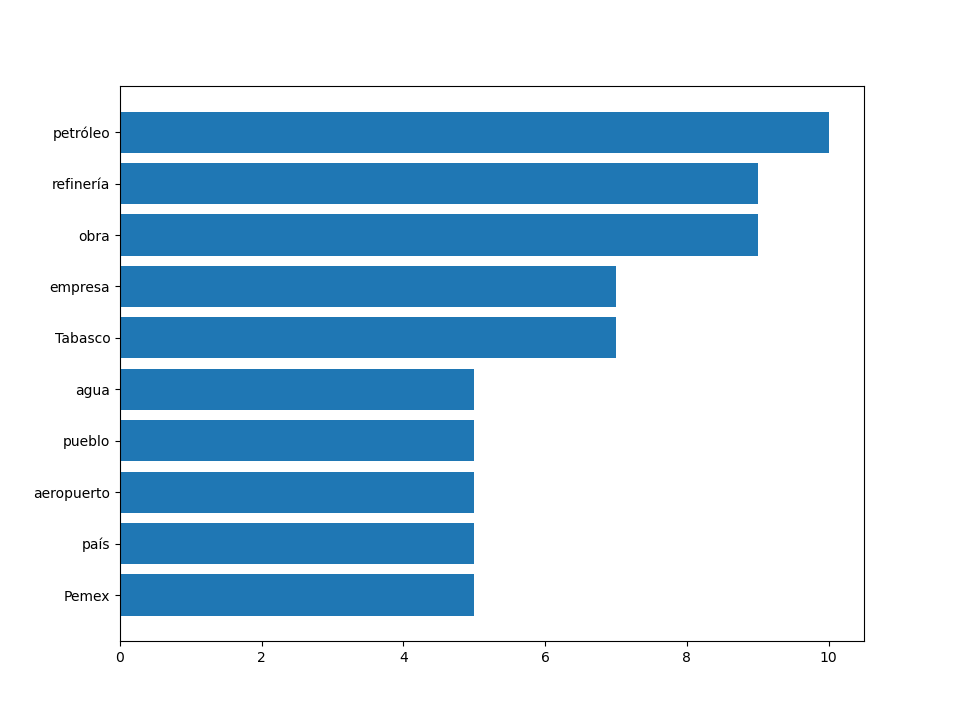 petróleo
refinería
obra
empresa
Tabasco
agua
pueblo
aeropuerto
país
Pemex
0 2 4 6 8 10